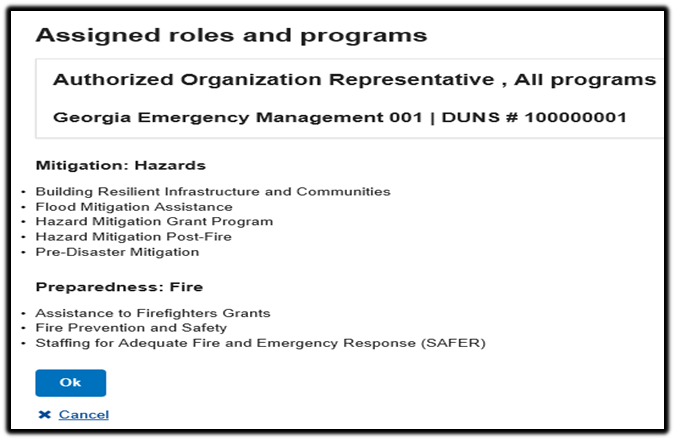 Assigned roles and programs
Authorized Organization Representative , All programs
Georgia Emergency Management 001 | DUNS # 100000001
Mitigation: Hazards
• Building Resilient Infrastructure and Communities
• Flood Mitigation Assistance
• Hazard Mitigation Grant Program
• Hazard Mitigation Post-Fire
• Pre-Disaster Mitigation
Preparedness: Fire
• Assistance to Firefighters Grants
• Fire Prevention and Safety
• Staffing for Adequate Fire and Emergency Response (SAFER)
Ok
✖ Cancel